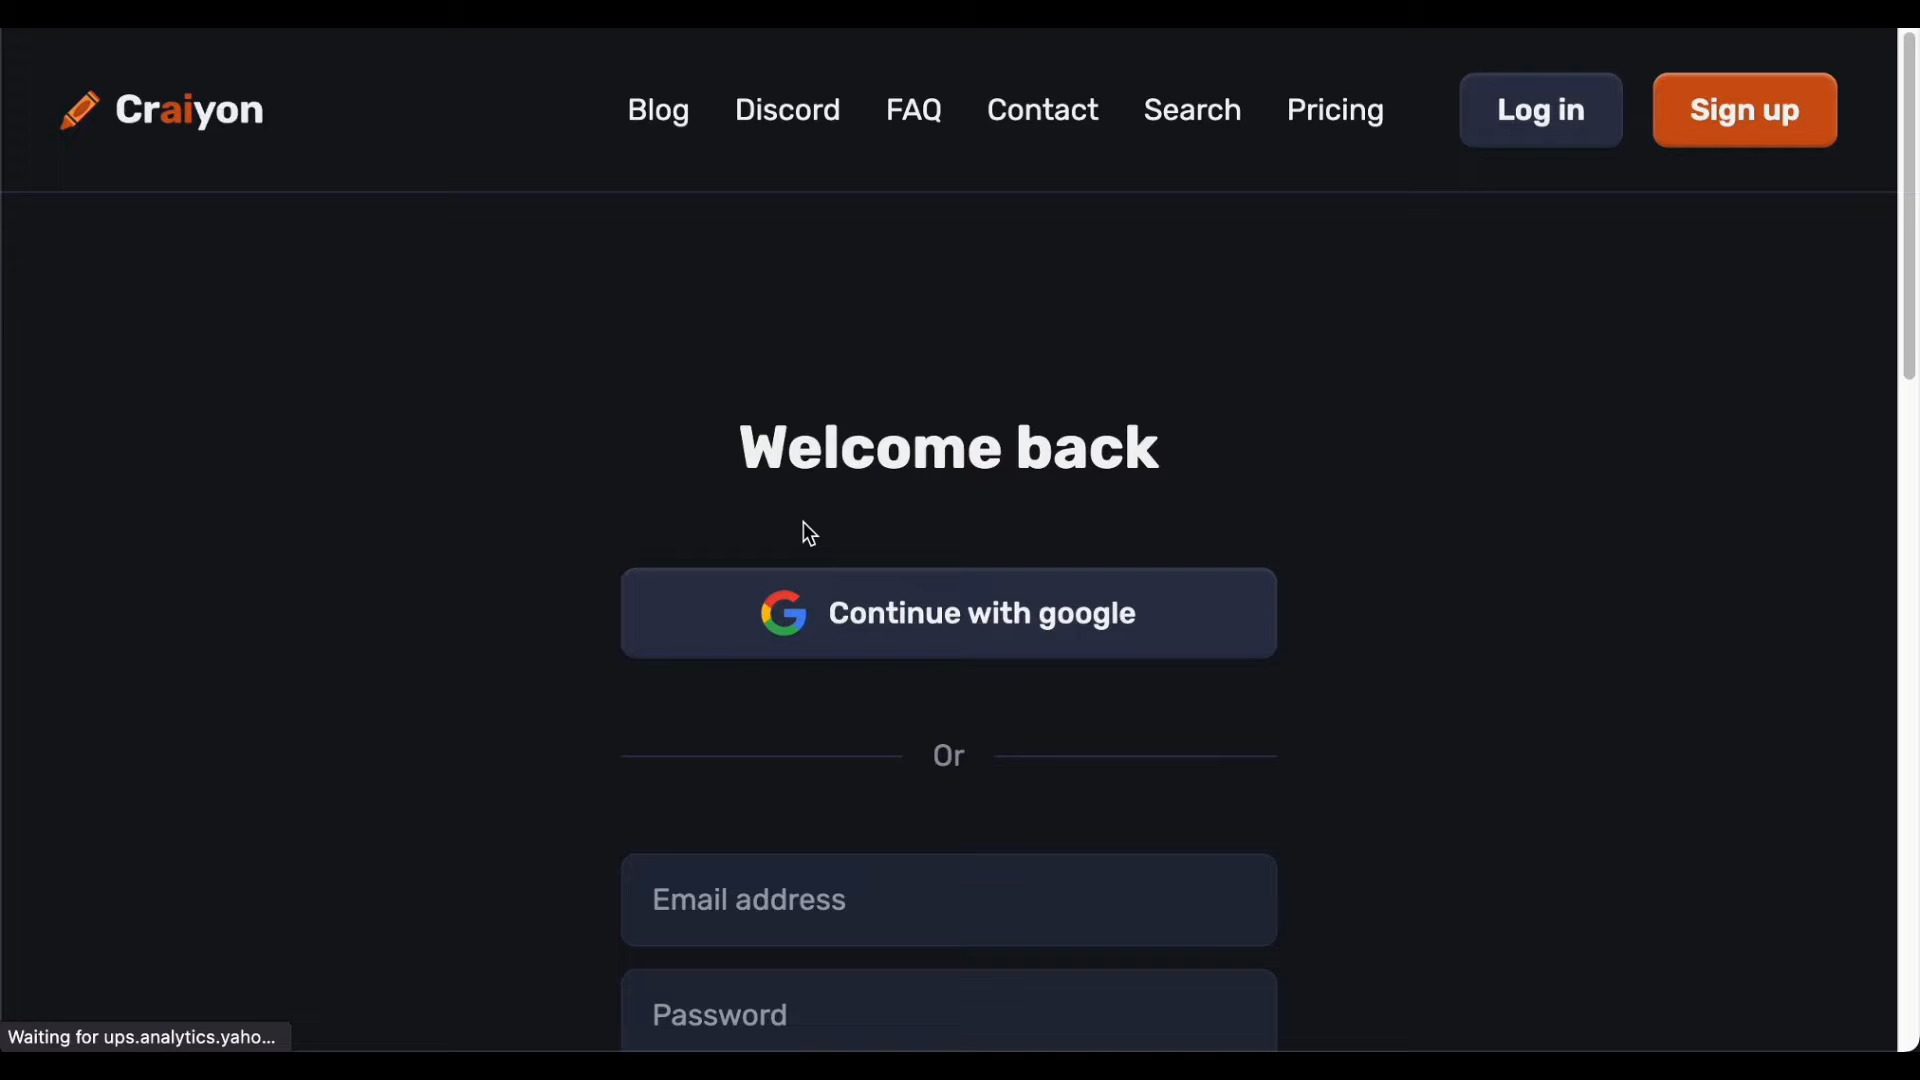 Craiyon
Blog Discord FAQ Contact Search Pricing Log in Sign up
Welcome back
Continue with google
Or
Email address
Password
Waiting for ups.analytics.yaho...